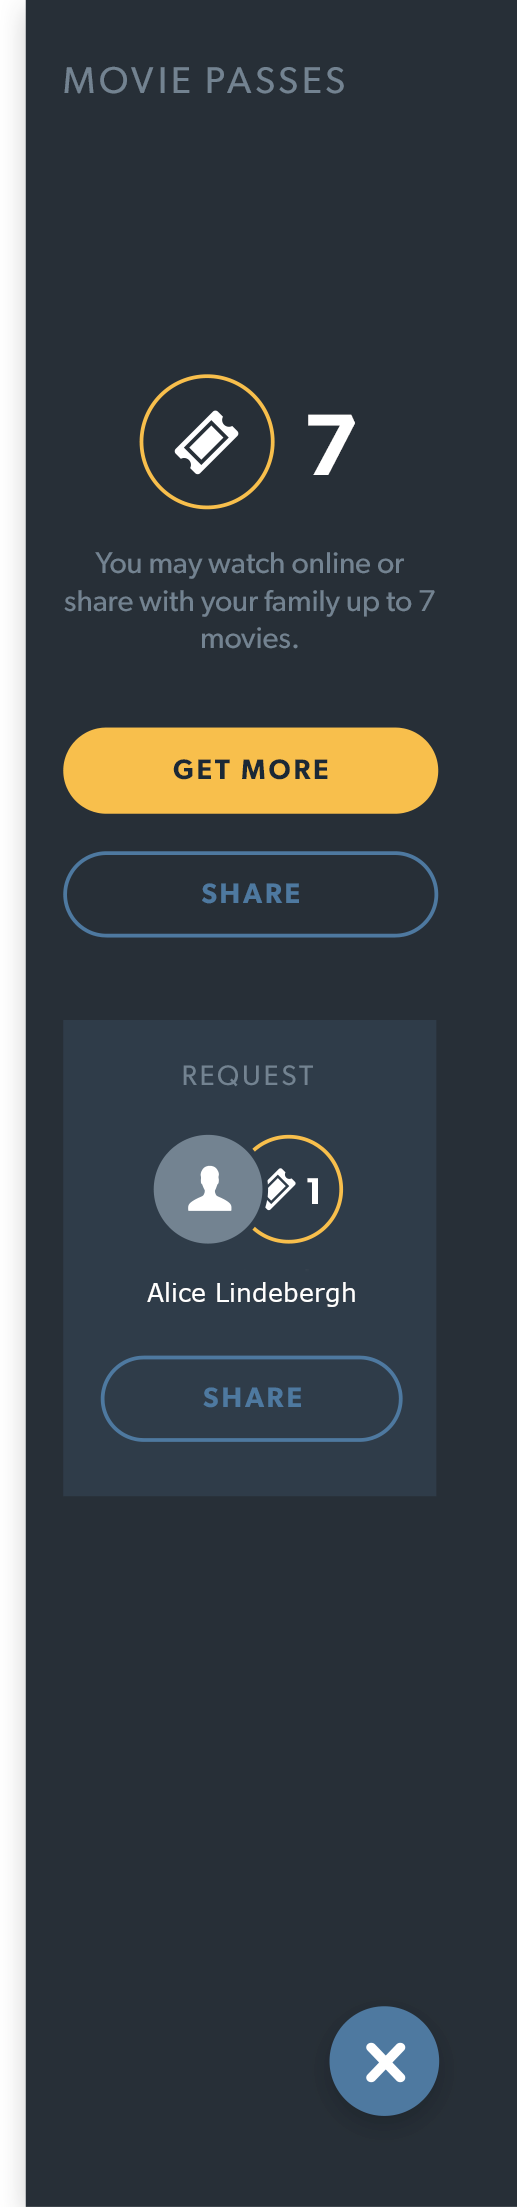 MOVIE PASSES
7
You may watch online or
share with your family up to 7
movies.
GET MORE
SHARE
REQUEST
1
Alice Lindebergh
SHARE